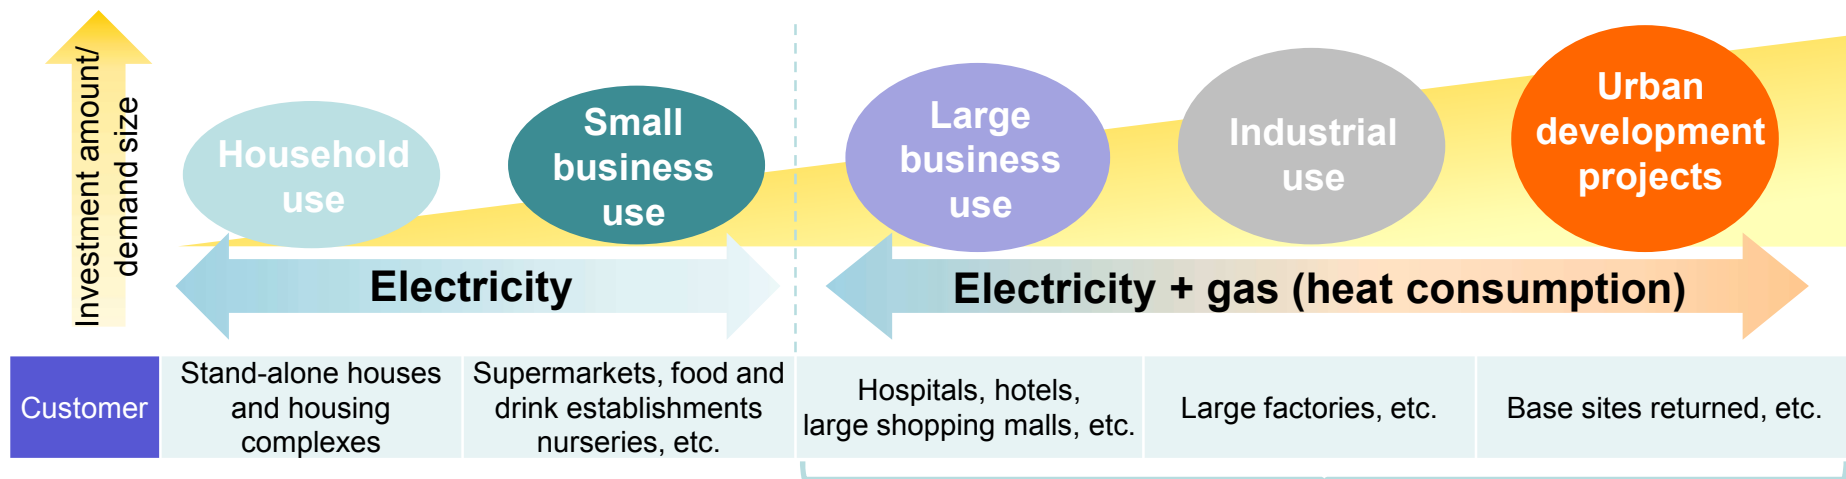 Investment amount/
demand size
Household
use
Small
business
use
Large
business
use
Industrial
use
Urban
development
projects
Electricity
Electricity + gas (heat consumption)
Customer
Stand-alone houses
and housing
complexes
Supermarkets, food and
drink establishments
nurseries, etc.
Hospitals, hotels,
large shopping malls, etc.
Large factories, etc.
Base sites returned, etc.